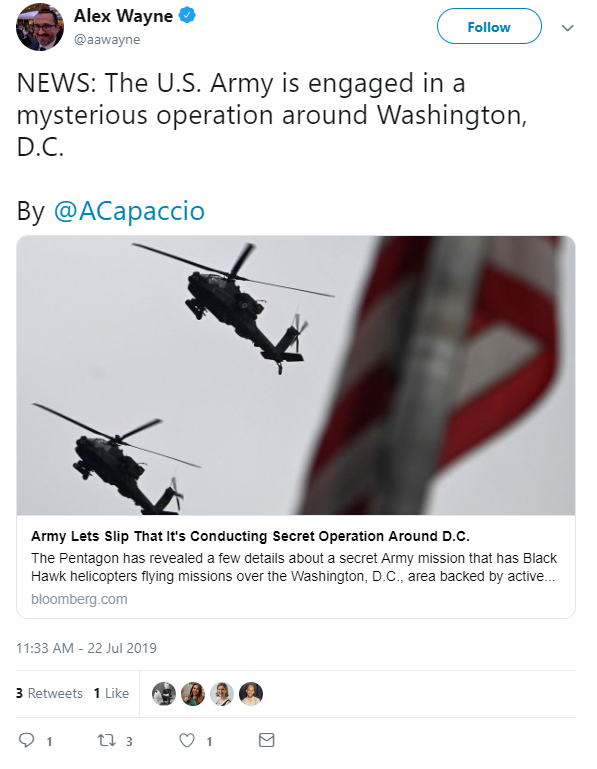 Alex Wayne
@aawayne
Follow
NEWS: The U.S. Army is engaged in a
mysterious operation around Washington,
D.C.
By @ACapaccio
Army Lets Slip That It's Conducting Secret Operation Around D.C.
The Pentagon has revealed a few details about a secret Army mission that has Black
Hawk helicopters flying missions over the Washington, D.C., area backed by active...
bloomberg.com
11:33 AM - 22 Jul 2019
3 Retweets 1 Like
1 3 1